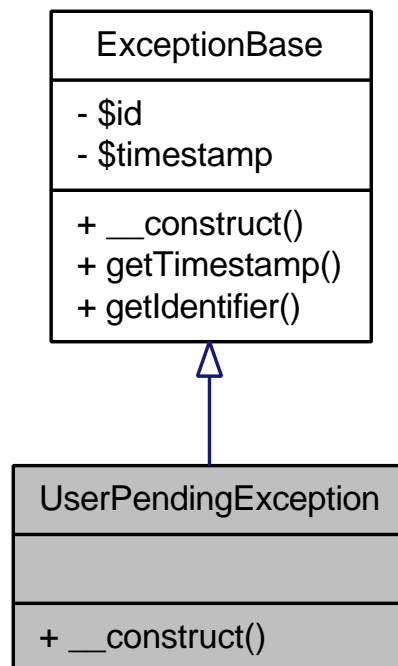 ExceptionBase
- $id
- $timestamp
+ __construct()
+ getTimestamp()
+ getIdentifier()
UserPendingException
+ __construct()